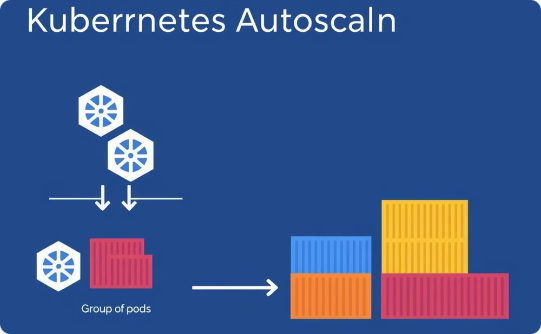 Kuberrnetes Autoscaln
Group of pods